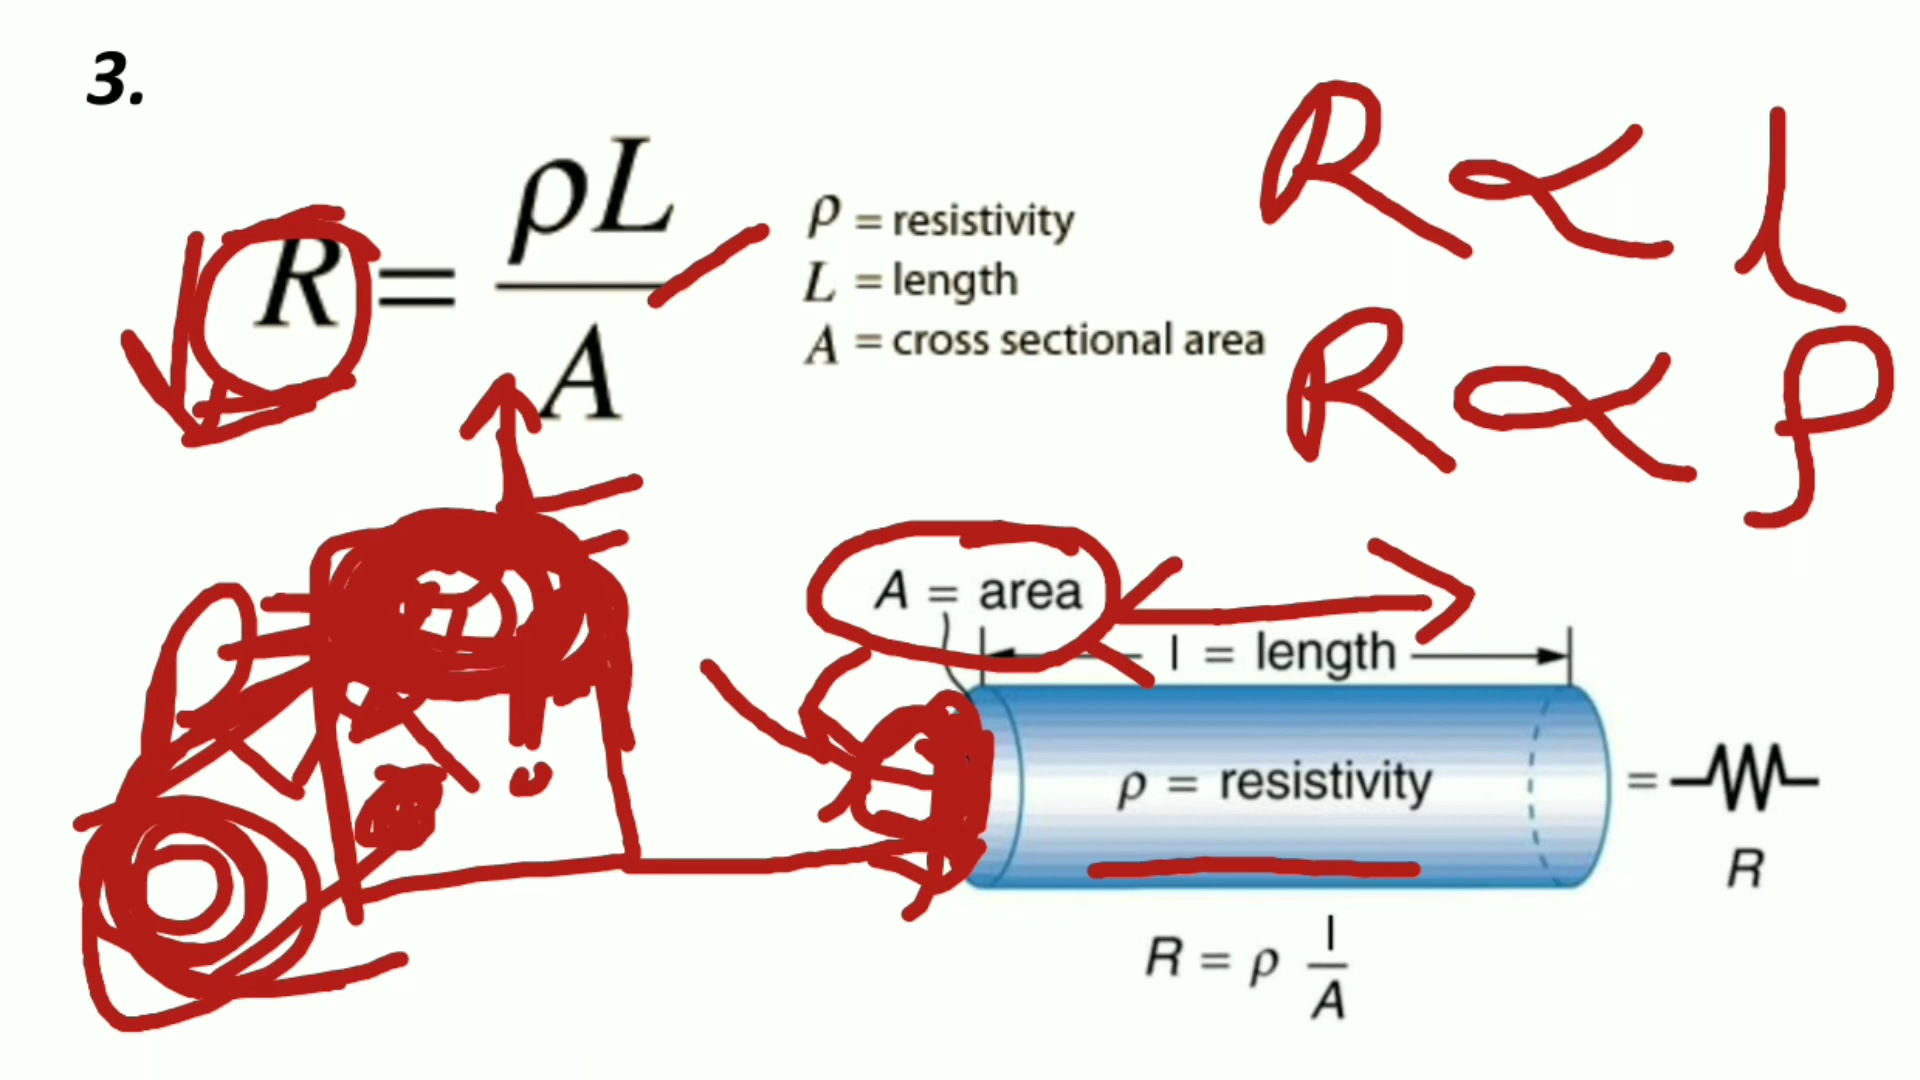 3.
R = ρL / A
ρ = resistivity
L = length
A = cross sectional area
R ∝ l
R ∝ ρ
A = area
l = length
ρ = resistivity
= R
R = ρ l / A